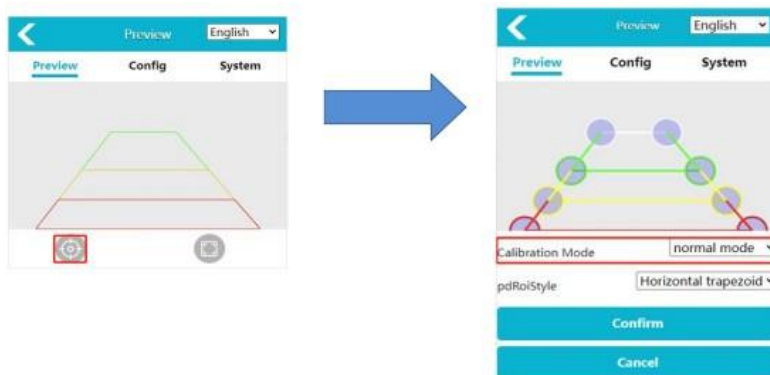 Preview English
Preview Config System
Preview English
Preview Config System
Calibration Mode normal mode
pdRoiStyle Horizontal trapezoid
Confirm
Cancel